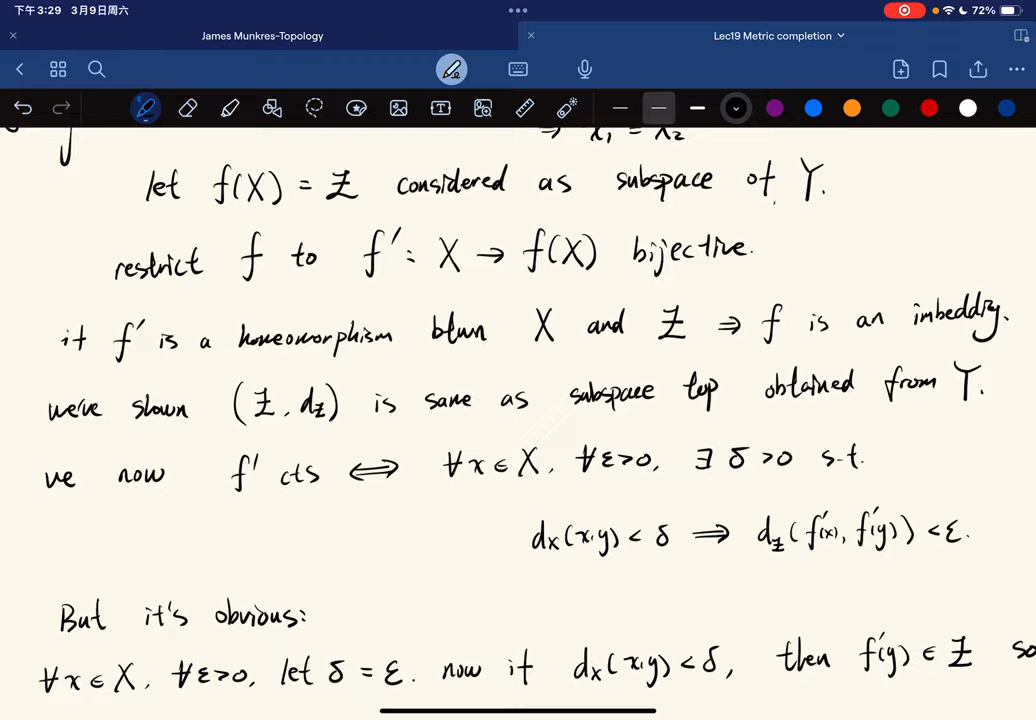 下午3:29 3月9日周六
72%
James Munkres-Topology
Lec19 Metric completion
⇒ x₁ = x₂
let f(X) = Z considered as subspace of Y.
restrict f to f' : X → f(X) bijective.
if f' is a homeomorphism btwn X and Z ⇒ f is an imbedding.
we've shown (Z, d_Z) is same as subspace top obtained from Y.
we now f' cts ⟺ ∀x ∈ X, ∀ε>0, ∃ δ>0 s.t.
d_X(x,y) < δ ⟹ d_Z(f'(x), f'(y)) < ε.
But it's obvious:
∀x ∈ X, ∀ε>0, let δ = ε. now if d_X(x,y) < δ, then f'(y) ∈ Z so